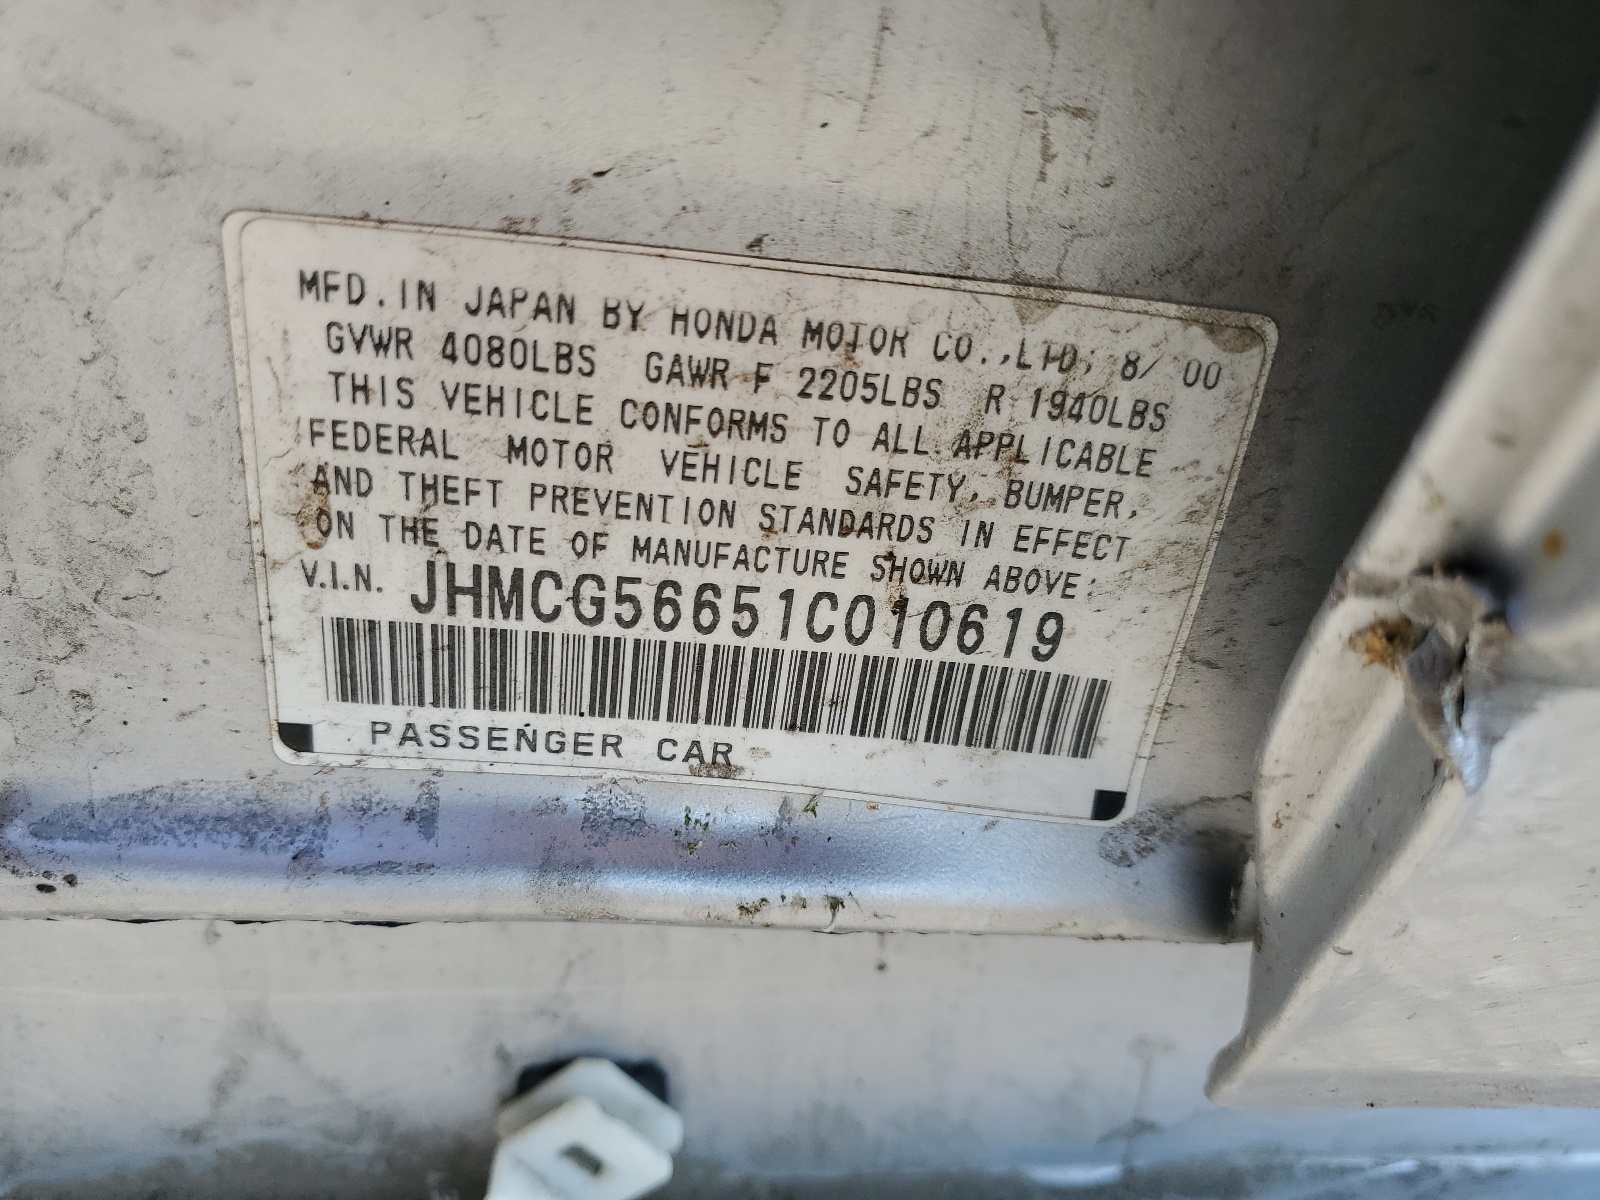 MFD. IN JAPAN BY HONDA MOTOR CO.,LTD, 8/ 00
GVWR 4080LBS GAWR F 2205LBS R 1940LBS
THIS VEHICLE CONFORMS TO ALL APPLICABLE
FEDERAL MOTOR VEHICLE SAFETY, BUMPER,
AND THEFT PREVENTION STANDARDS IN EFFECT
ON THE DATE OF MANUFACTURE SHOWN ABOVE:
V.I.N. JHMCG56651C010619
PASSENGER CAR